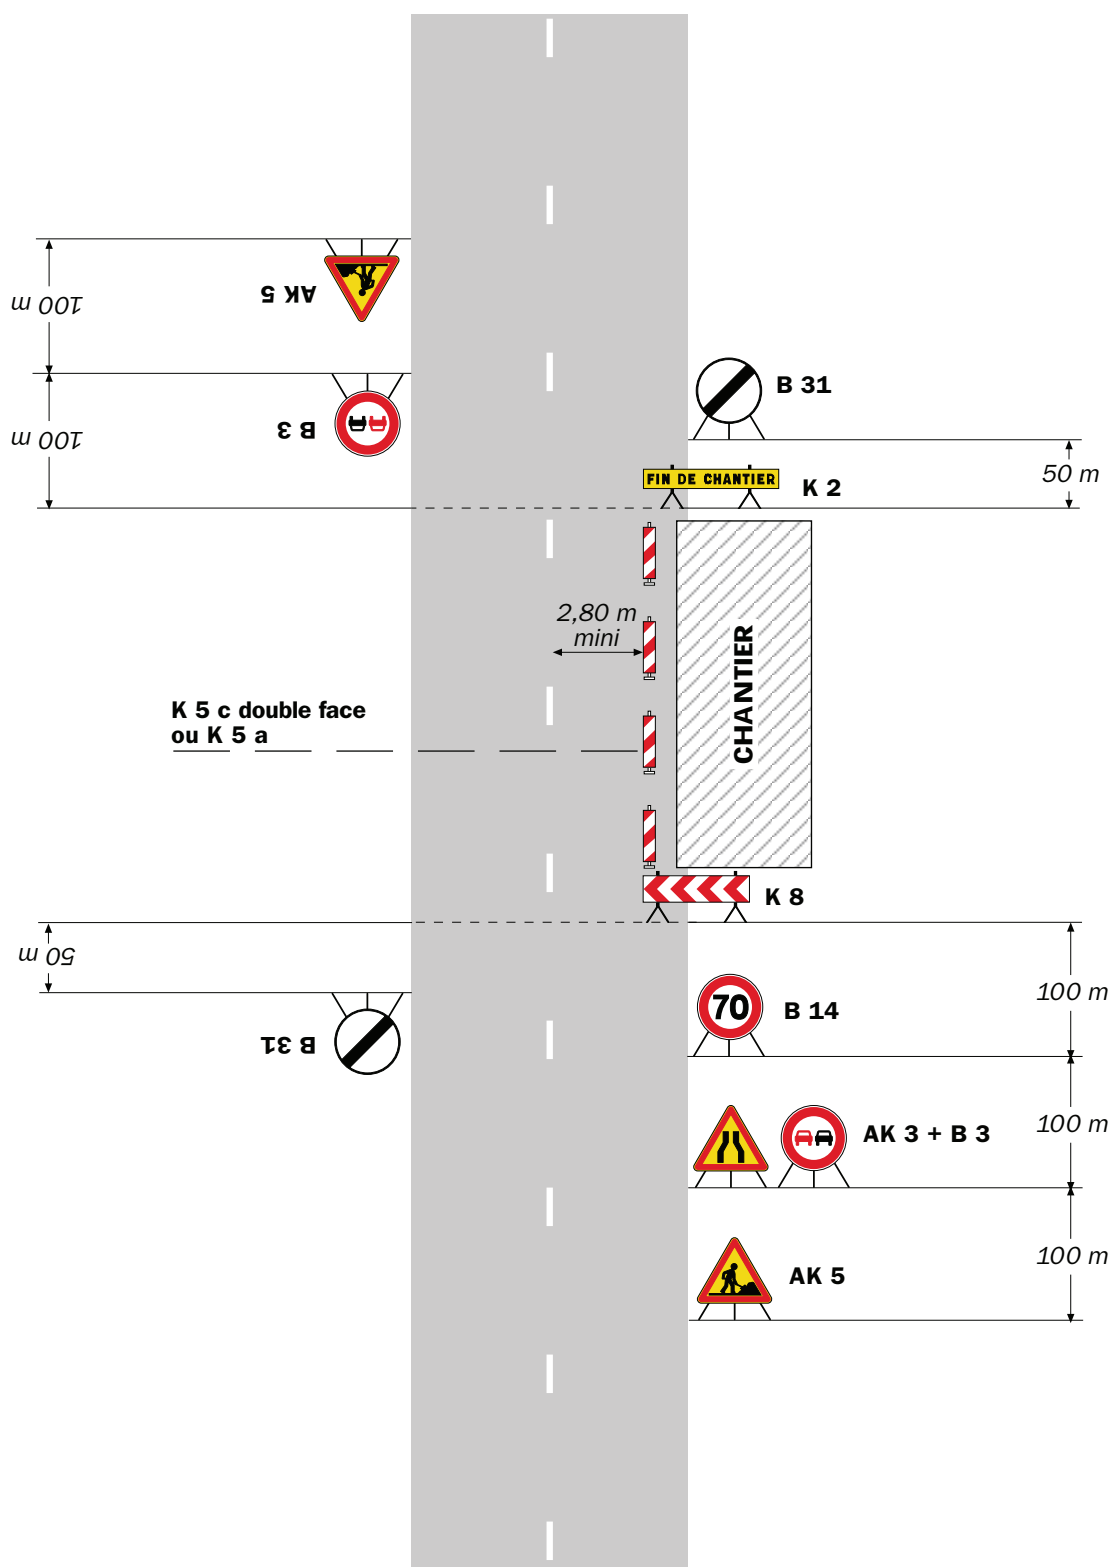 AK 5
100 m
B 3
100 m
B 31
50 m
FIN DE CHANTIER
K 2
2,80 m
mini
CHANTIER
K 5 c double face
ou K 5 a
K 8
50 m
B 31
70
B 14
100 m
AK 3 + B 3
100 m
AK 5
100 m